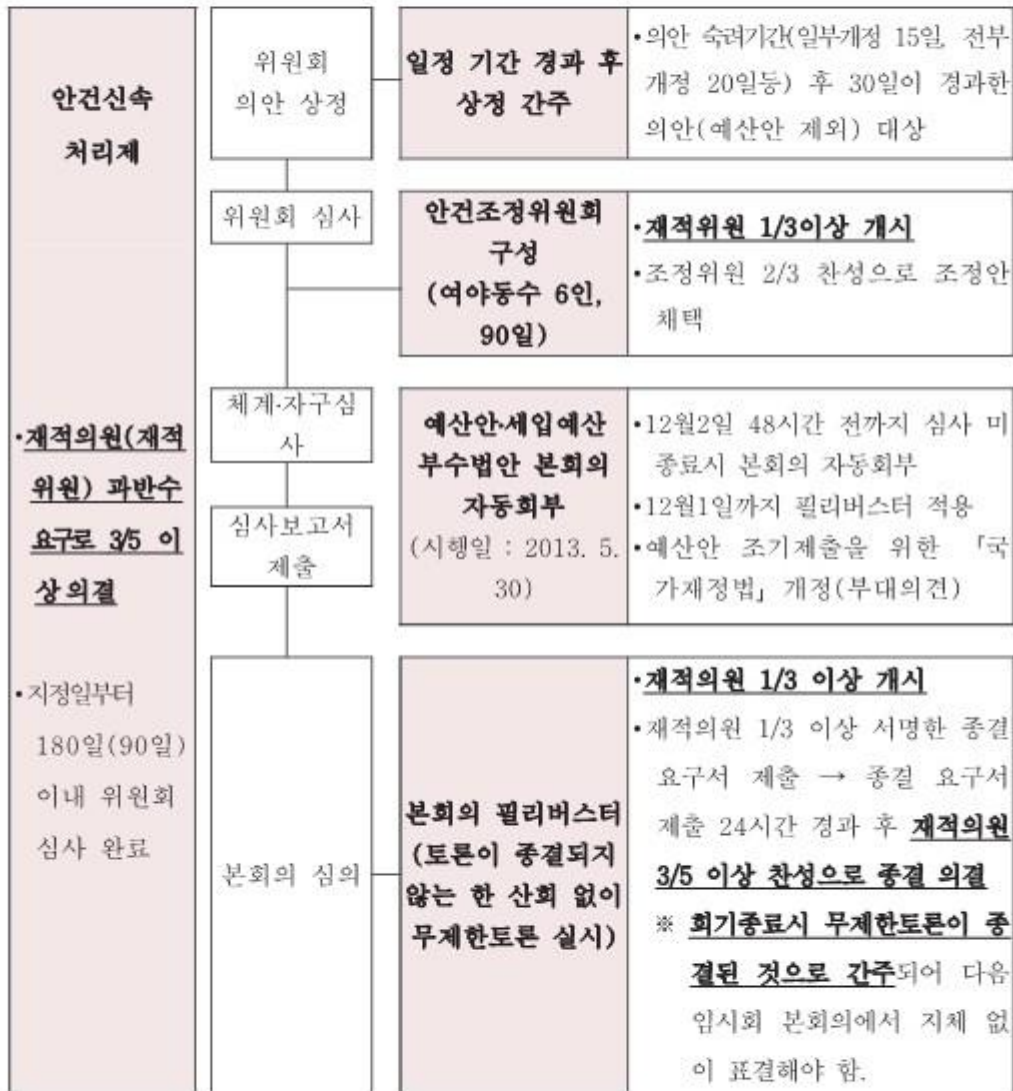 안건신속
처리제
•재적의원(재적
위원) 과반수
요구로 3/5 이
상 의결
•지정일부터
180일(90일)
이내 위원회
심사 완료
위원회
의안 상정
일정 기간 경과 후
상정 간주
•의안 숙려기간(일부개정 15일, 전부
개정 20일등) 후 30일이 경과한
의안(예산안 제외) 대상
위원회 심사
안건조정위원회
구성
(여야동수 6인,
90일)
•재적위원 1/3이상 개시
•조정위원 2/3 찬성으로 조정안
채택
체계·자구심
사
심사보고서
제출
예산안·세입예산
부수법안 본회의
자동회부
(시행일 : 2013. 5.
30)
•12월2일 48시간 전까지 심사 미
종료시 본회의 자동회부
•12월1일까지 필리버스터 적용
•예산안 조기제출을 위한 「국
가재정법」 개정(부대의견)
본회의 심의
본회의 필리버스터
(토론이 종결되지
않는 한 산회 없이
무제한토론 실시)
•재적의원 1/3 이상 개시
•재적의원 1/3 이상 서명한 종결
요구서 제출 → 종결 요구서
제출 24시간 경과 후 재적의원
3/5 이상 찬성으로 종결 의결
※ 회기종료시 무제한토론이 종
결된 것으로 간주되어 다음
임시회 본회의에서 지체 없
이 표결해야 함.